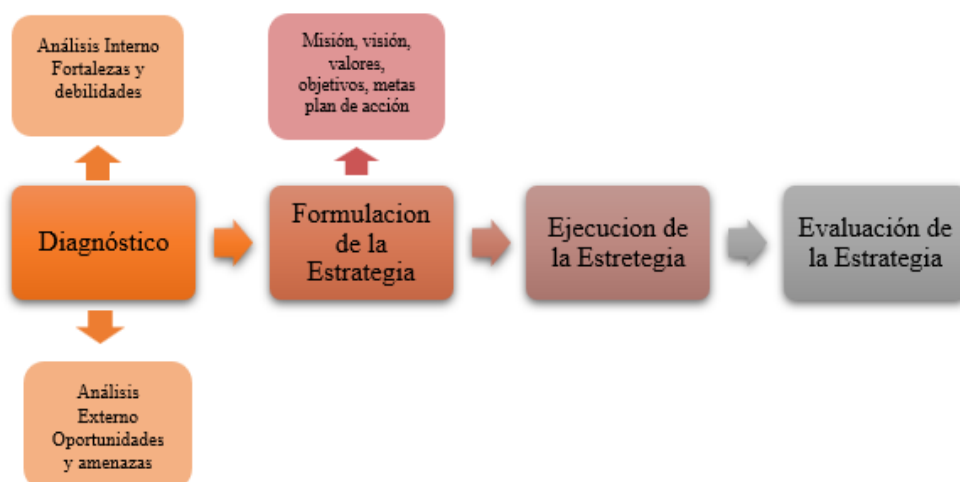 Análisis Interno
Fortalezas y
debilidades
Misión, visión,
valores,
objetivos, metas
plan de acción
Diagnóstico
Formulacion
de la
Estrategia
Ejecucion de
la Estretegia
Evaluación de
la Estrategia
Análisis
Externo
Oportunidades
y amenazas